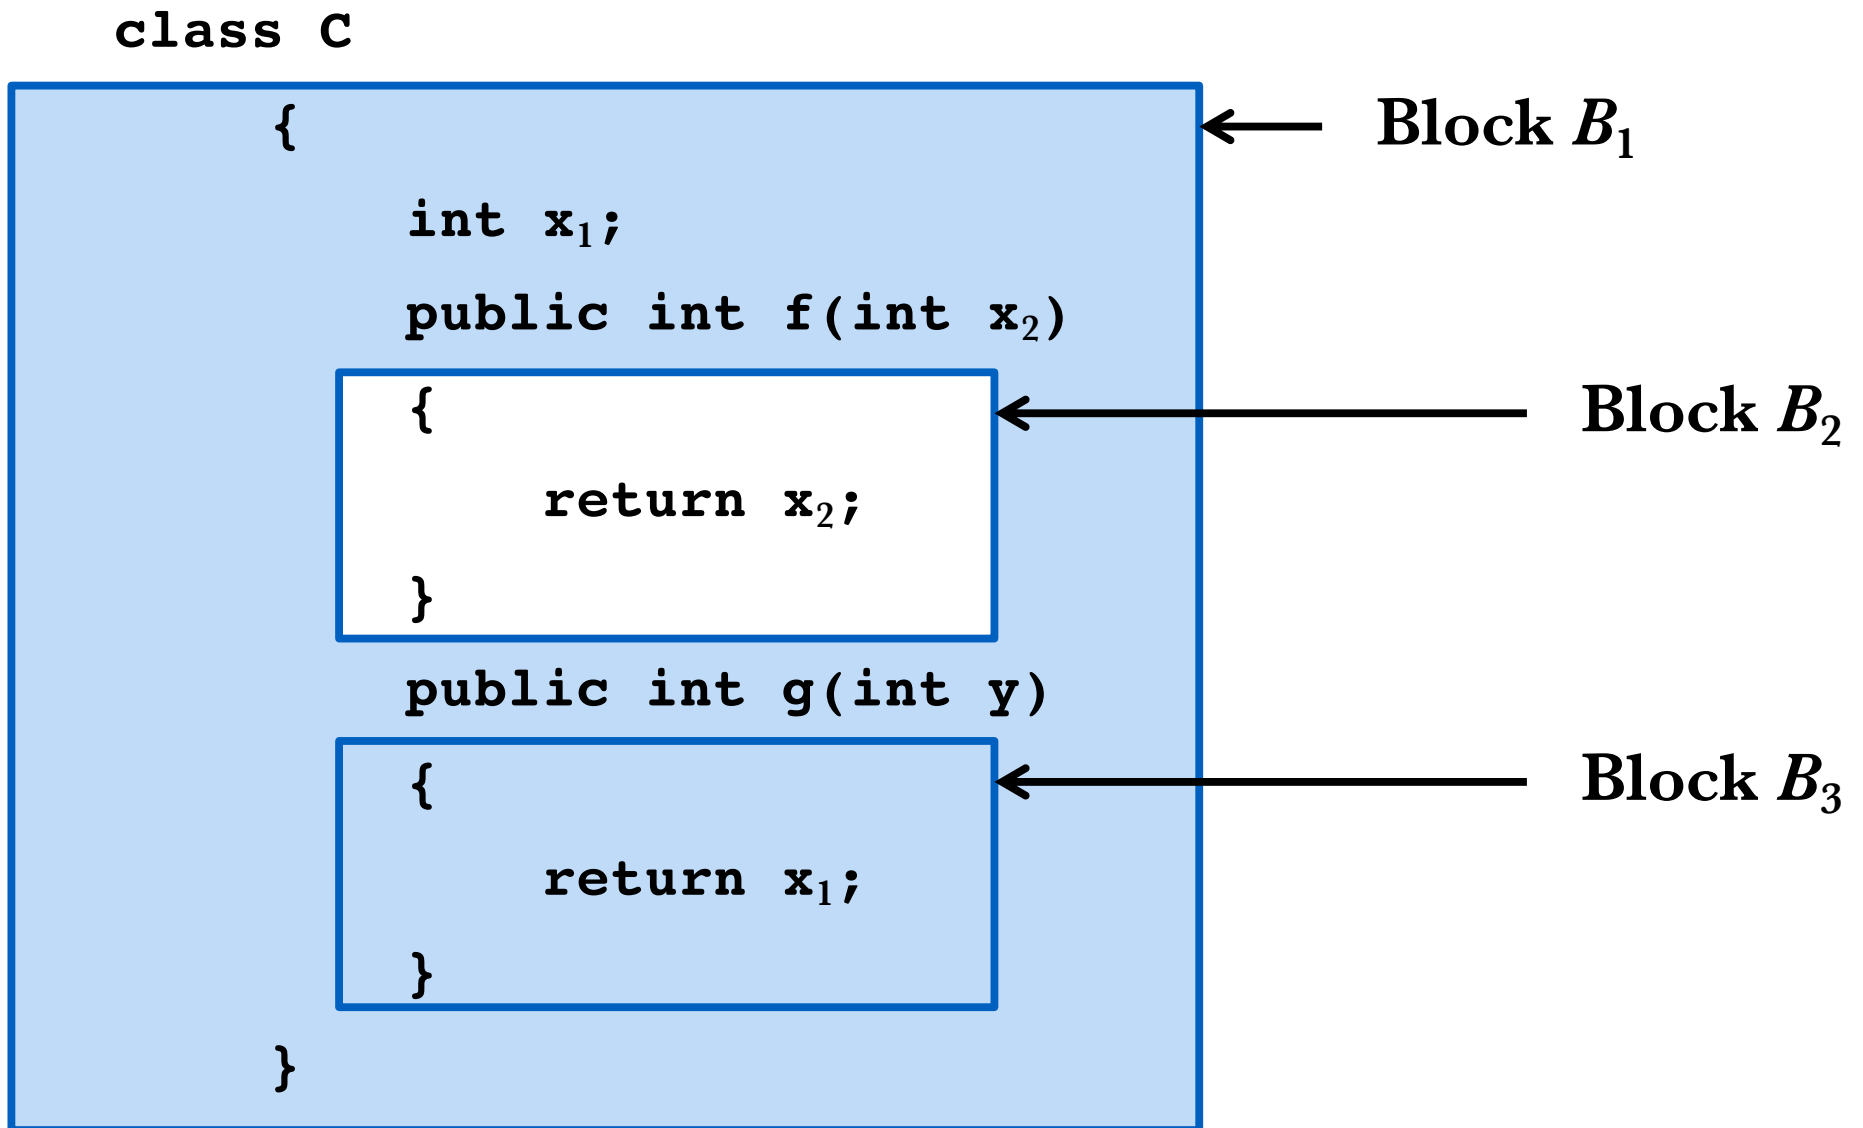 class C
{ Block B₁
int x₁;
public int f(int x₂)
{ Block B₂
return x₂;
}
public int g(int y)
{ Block B₃
return x₁;
}
}